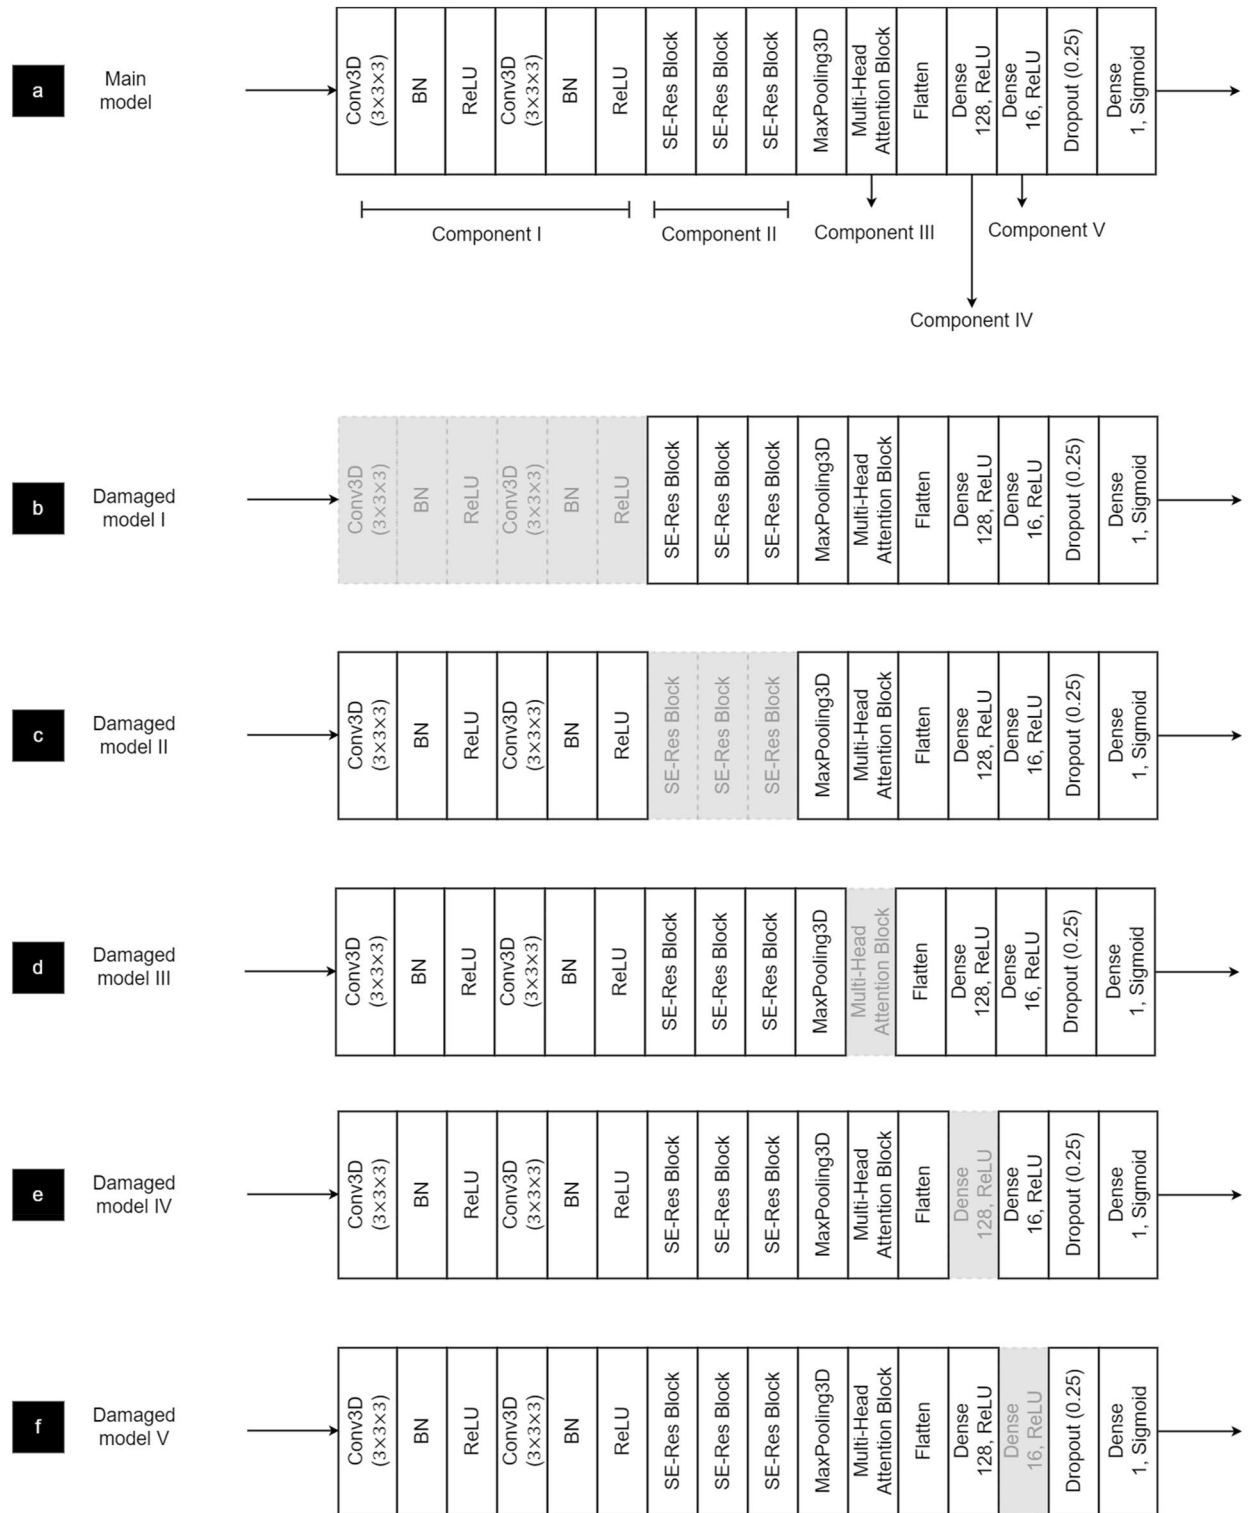 a
Main
model
Conv3D
(3×3×3)
BN
ReLU
Conv3D
(3×3×3)
BN
ReLU
SE-Res Block
SE-Res Block
SE-Res Block
MaxPooling3D
Multi-Head
Attention Block
Flatten
Dense
128, ReLU
Dense
16, ReLU
Dropout (0.25)
Dense
1, Sigmoid
Component I
Component II
Component III
Component V
Component IV
b
Damaged
model I
Conv3D
(3×3×3)
BN
ReLU
Conv3D
(3×3×3)
BN
ReLU
SE-Res Block
SE-Res Block
SE-Res Block
MaxPooling3D
Multi-Head
Attention Block
Flatten
Dense
128, ReLU
Dense
16, ReLU
Dropout (0.25)
Dense
1, Sigmoid
c
Damaged
model II
Conv3D
(3×3×3)
BN
ReLU
Conv3D
(3×3×3)
BN
ReLU
SE-Res Block
SE-Res Block
SE-Res Block
MaxPooling3D
Multi-Head
Attention Block
Flatten
Dense
128, ReLU
Dense
16, ReLU
Dropout (0.25)
Dense
1, Sigmoid
d
Damaged
model III
Conv3D
(3×3×3)
BN
ReLU
Conv3D
(3×3×3)
BN
ReLU
SE-Res Block
SE-Res Block
SE-Res Block
MaxPooling3D
Multi-Head
Attention Block
Flatten
Dense
128, ReLU
Dense
16, ReLU
Dropout (0.25)
Dense
1, Sigmoid
e
Damaged
model IV
Conv3D
(3×3×3)
BN
ReLU
Conv3D
(3×3×3)
BN
ReLU
SE-Res Block
SE-Res Block
SE-Res Block
MaxPooling3D
Multi-Head
Attention Block
Flatten
Dense
128, ReLU
Dense
16, ReLU
Dropout (0.25)
Dense
1, Sigmoid
f
Damaged
model V
Conv3D
(3×3×3)
BN
ReLU
Conv3D
(3×3×3)
BN
ReLU
SE-Res Block
SE-Res Block
SE-Res Block
MaxPooling3D
Multi-Head
Attention Block
Flatten
Dense
128, ReLU
Dense
16, ReLU
Dropout (0.25)
Dense
1, Sigmoid